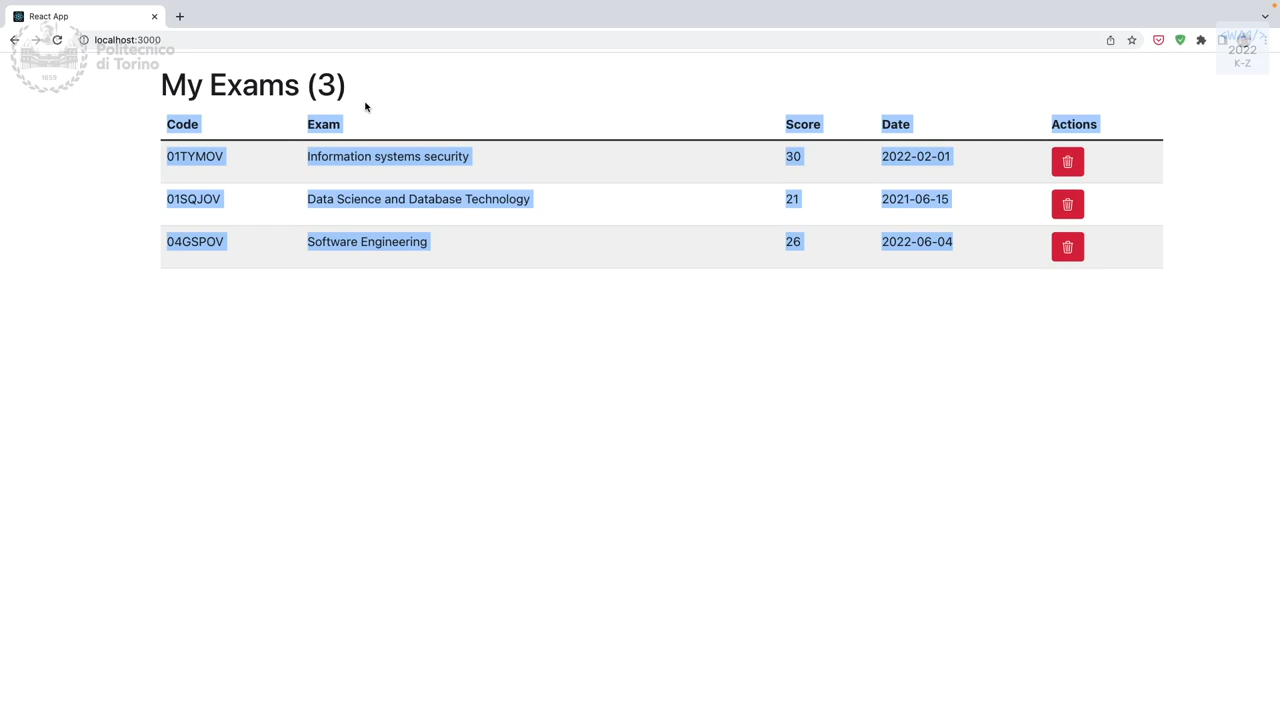 React App
localhost:3000
Politecnico
di Torino
1859
<WA1/>
2022
K-Z
My Exams (3)
Code Exam Score Date Actions
01TYMOV Information systems security 30 2022-02-01
01SQJOV Data Science and Database Technology 21 2021-06-15
04GSPOV Software Engineering 26 2022-06-04